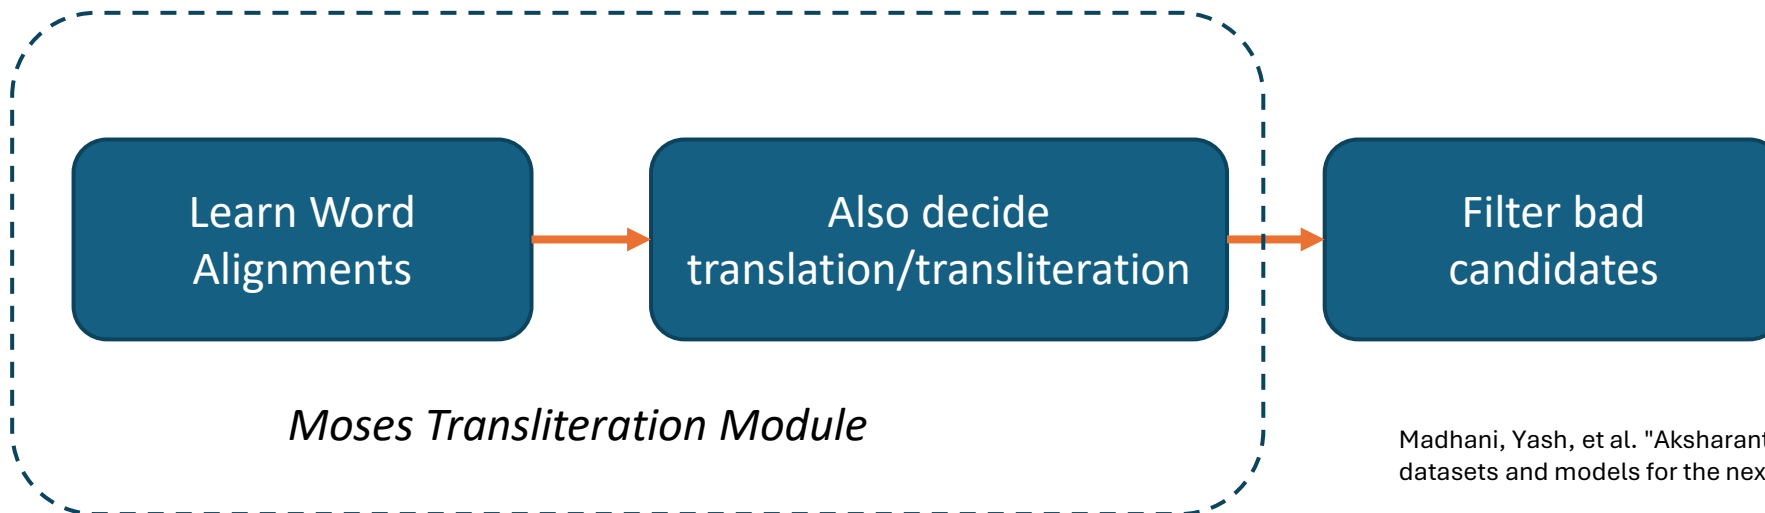 Learn Word
Alignments
Also decide
translation/transliteration
Filter bad
candidates
Moses Transliteration Module
Madhani, Yash, et al. "Aksharant
datasets and models for the nex